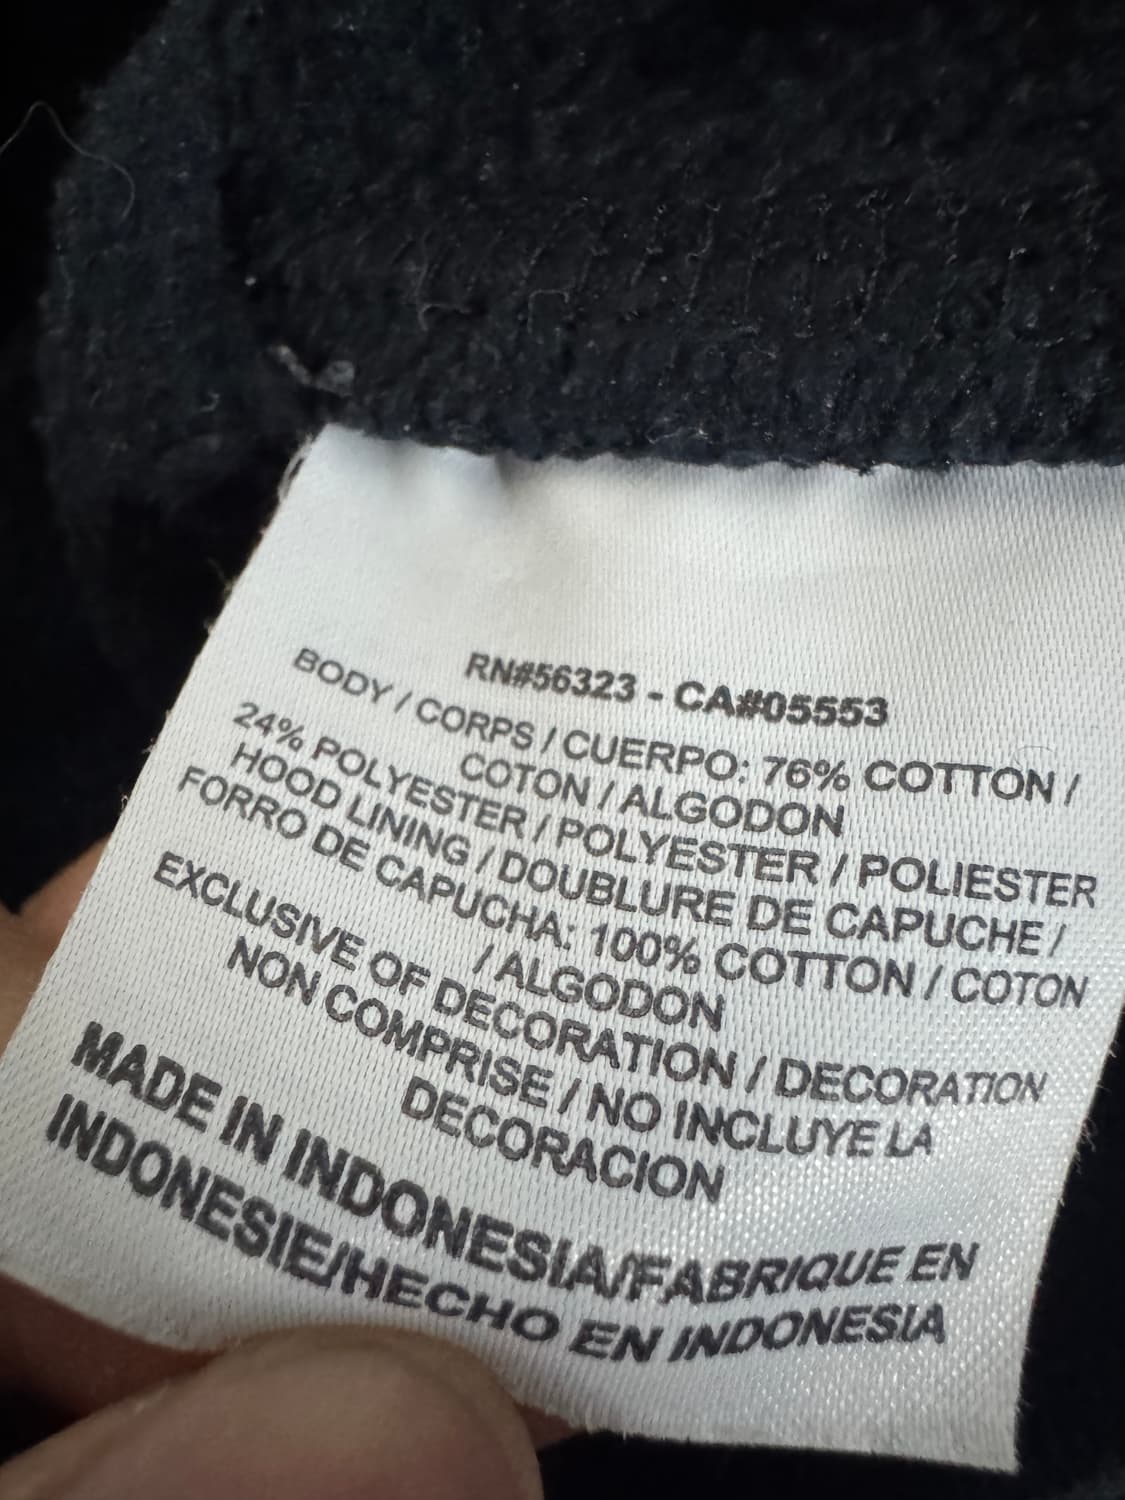 RN#56323 - CA#05553
BODY / CORPS / CUERPO: 76% COTTON /
COTON / ALGODON
24% POLYESTER / POLYESTER / POLIESTER
HOOD LINING / DOUBLURE DE CAPUCHE /
FORRO DE CAPUCHA: 100% COTTON / COTON
/ ALGODON
EXCLUSIVE OF DECORATION / DECORATION
NON COMPRISE / NO INCLUYE LA
DECORACION
MADE IN INDONESIA/FABRIQUE EN
INDONESIE/HECHO EN INDONESIA